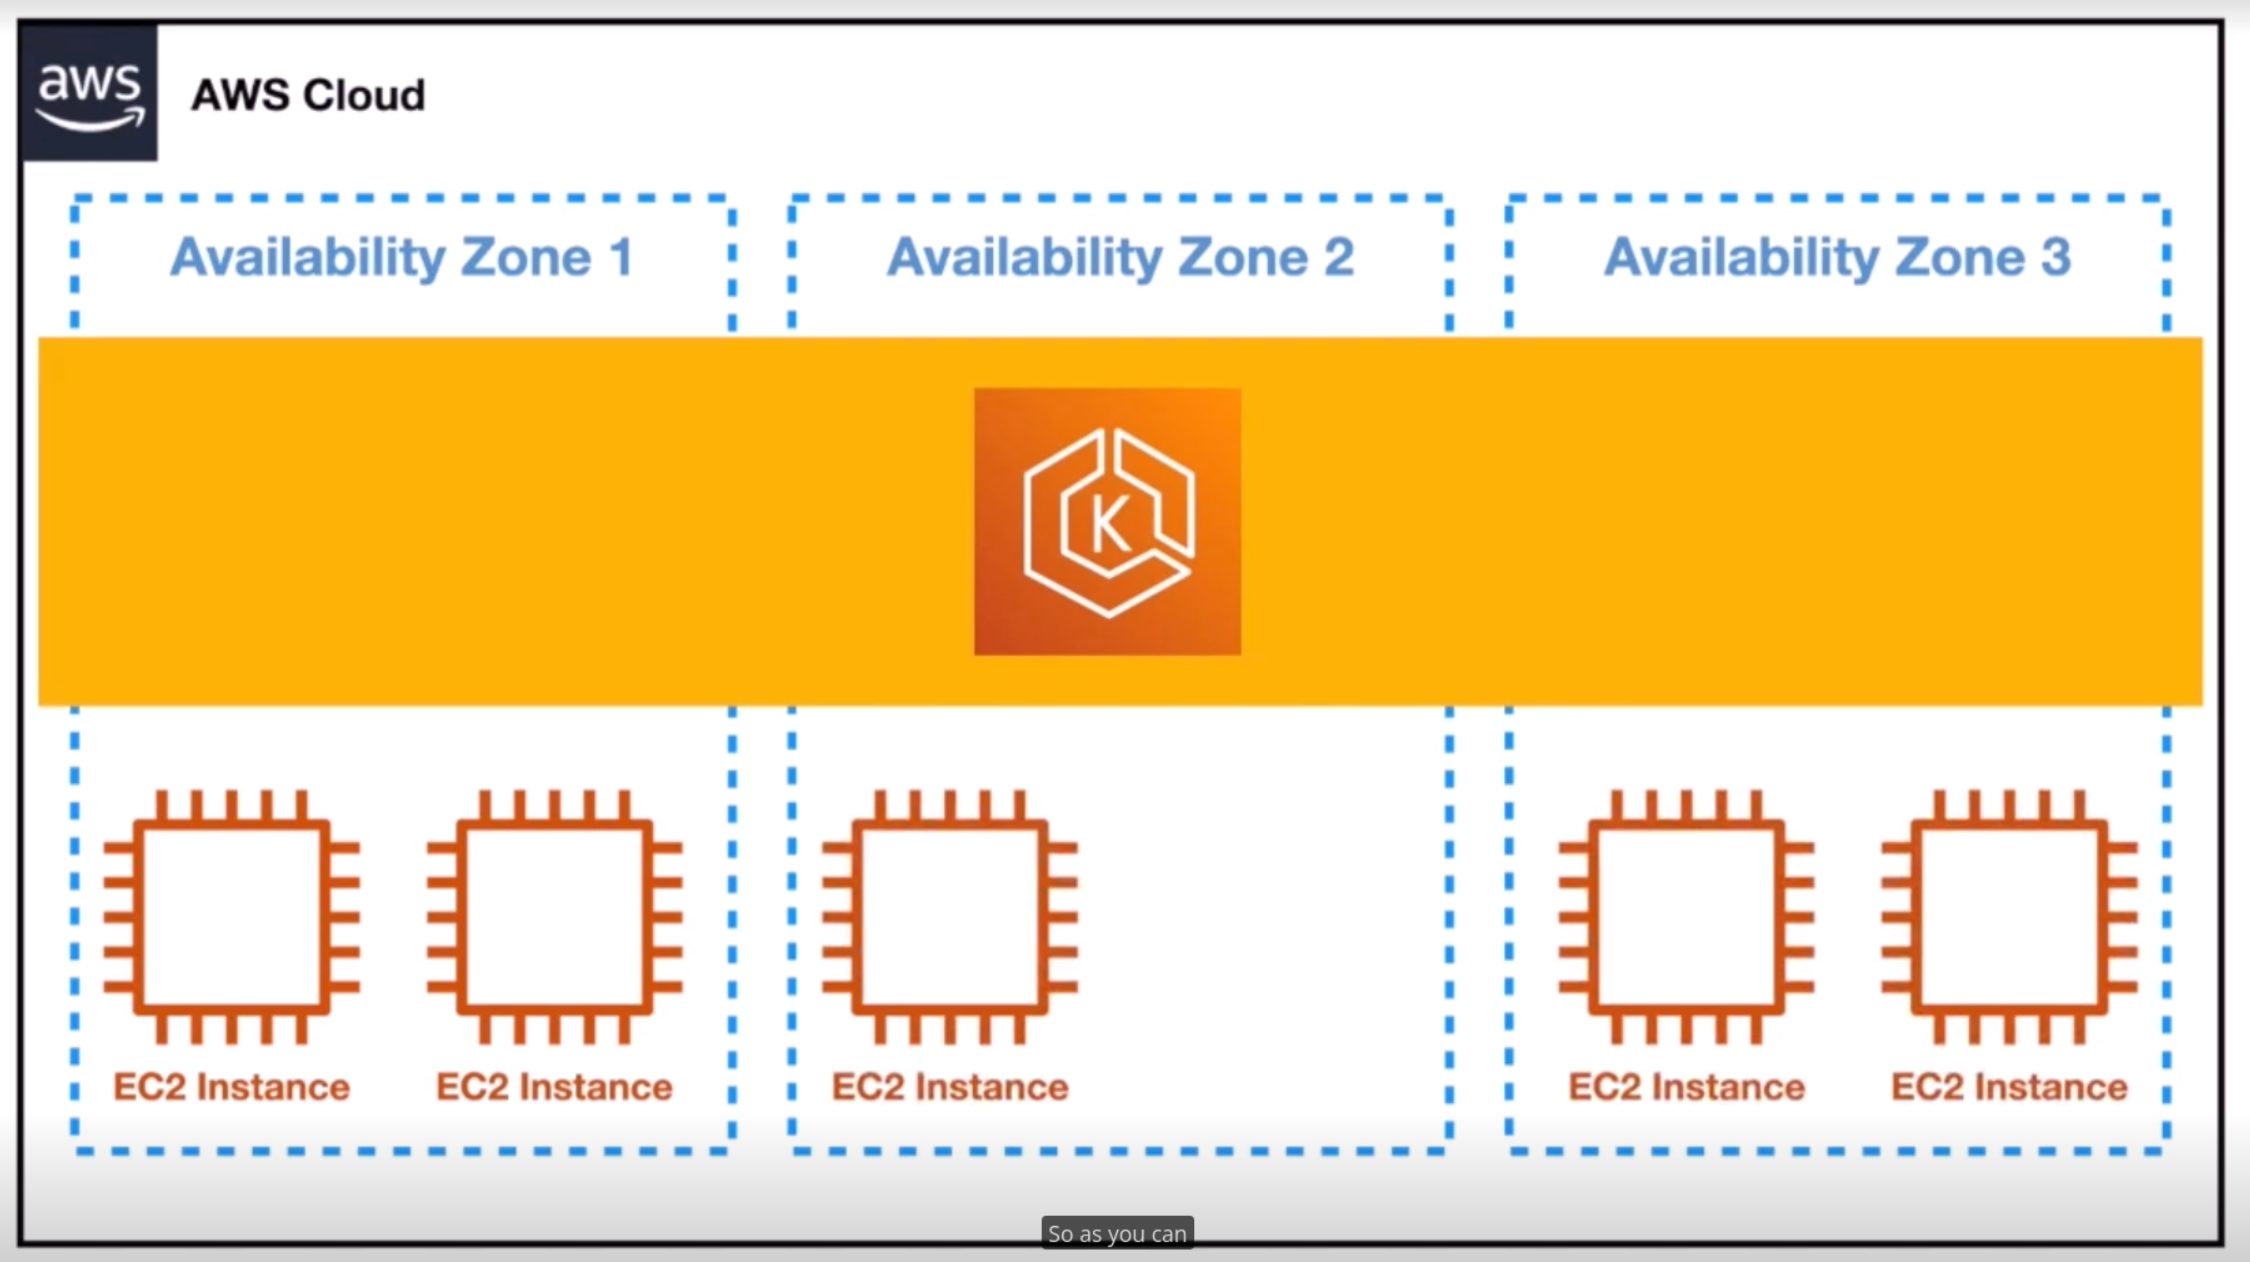 aws
AWS Cloud
Availability Zone 1
Availability Zone 2
Availability Zone 3
K
EC2 Instance
EC2 Instance
EC2 Instance
EC2 Instance
EC2 Instance
So as you can